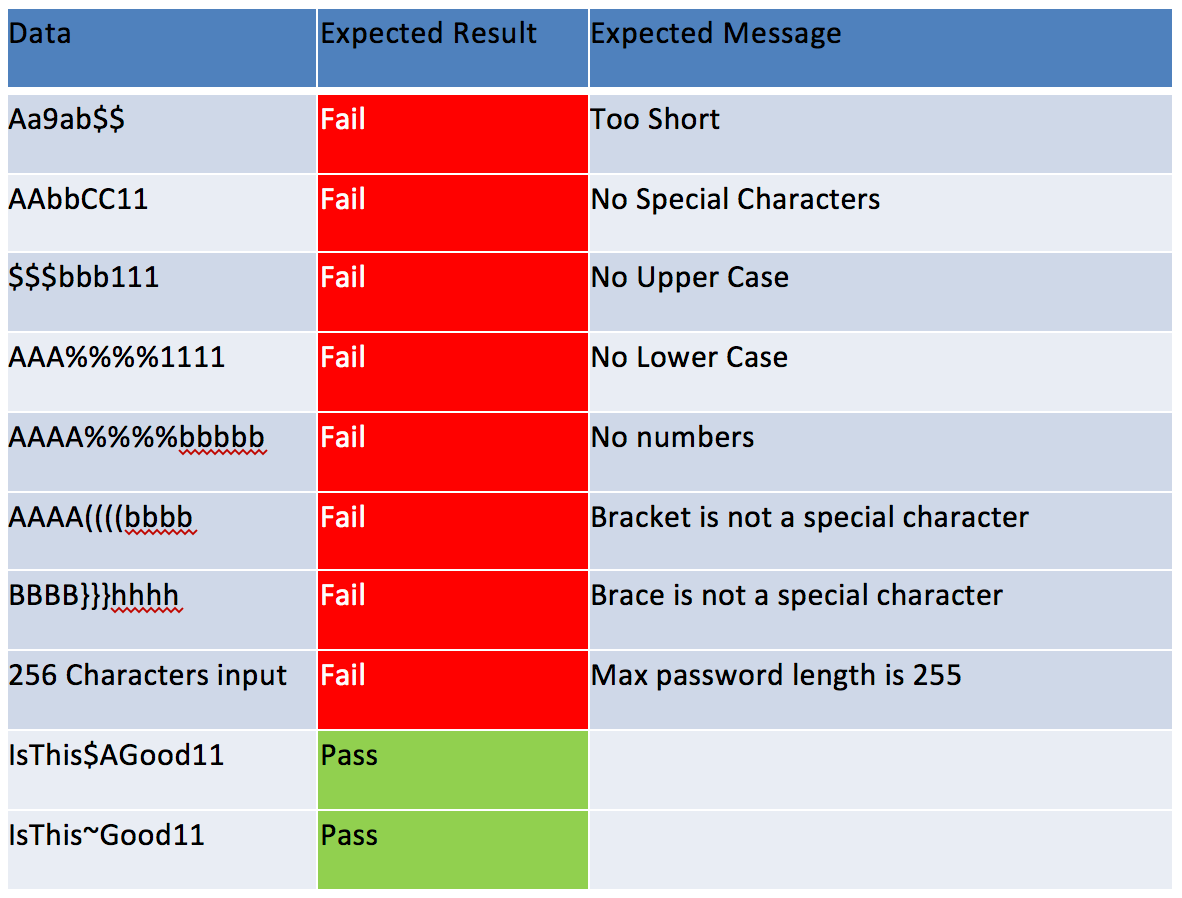 Data Expected Result Expected Message
Aa9ab$$ Fail Too Short
AAbbCC11 Fail No Special Characters
$$$bbb111 Fail No Upper Case
AAA%%%%1111 Fail No Lower Case
AAAA%%%%bbbbb Fail No numbers
AAAA((((bbbb Fail Bracket is not a special character
BBBB}}}hhhh Fail Brace is not a special character
256 Characters input Fail Max password length is 255
IsThis$AGood11 Pass
IsThis~Good11 Pass